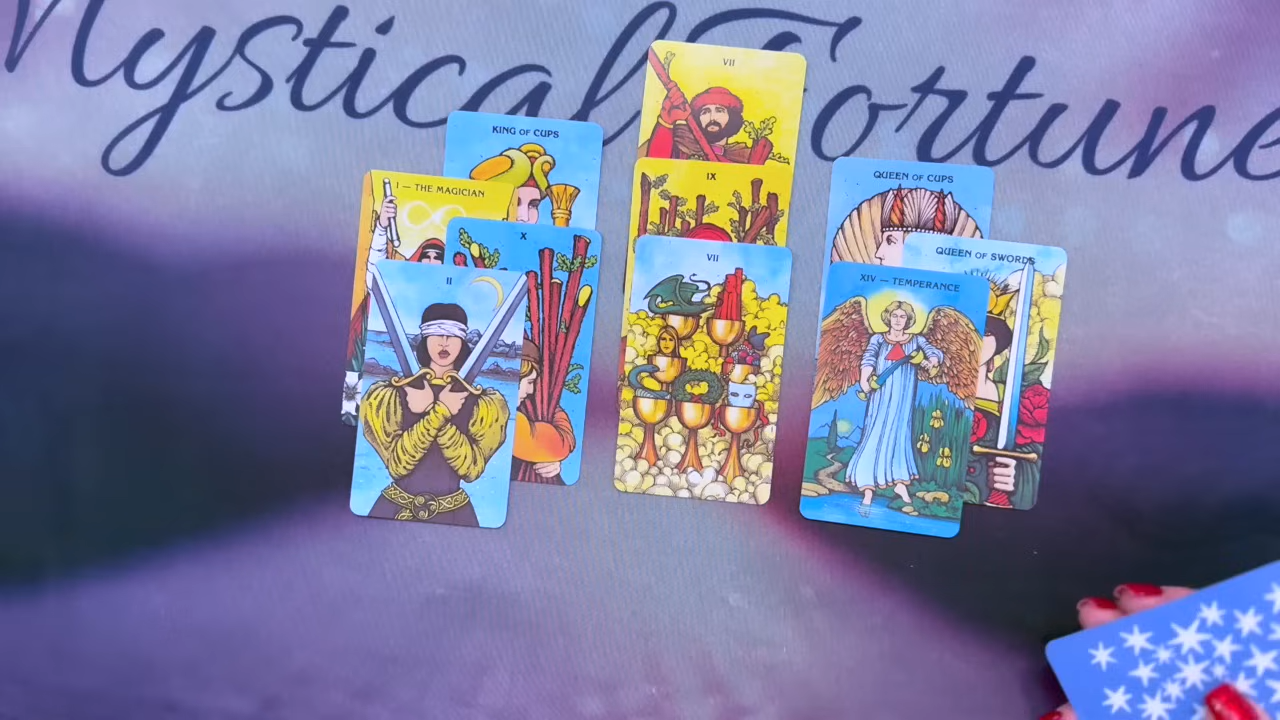 Mystical Fortune
VII
KING OF CUPS
IX
QUEEN OF CUPS
I — THE MAGICIAN
X
VII
QUEEN OF SWORDS
II
XIV — TEMPERANCE